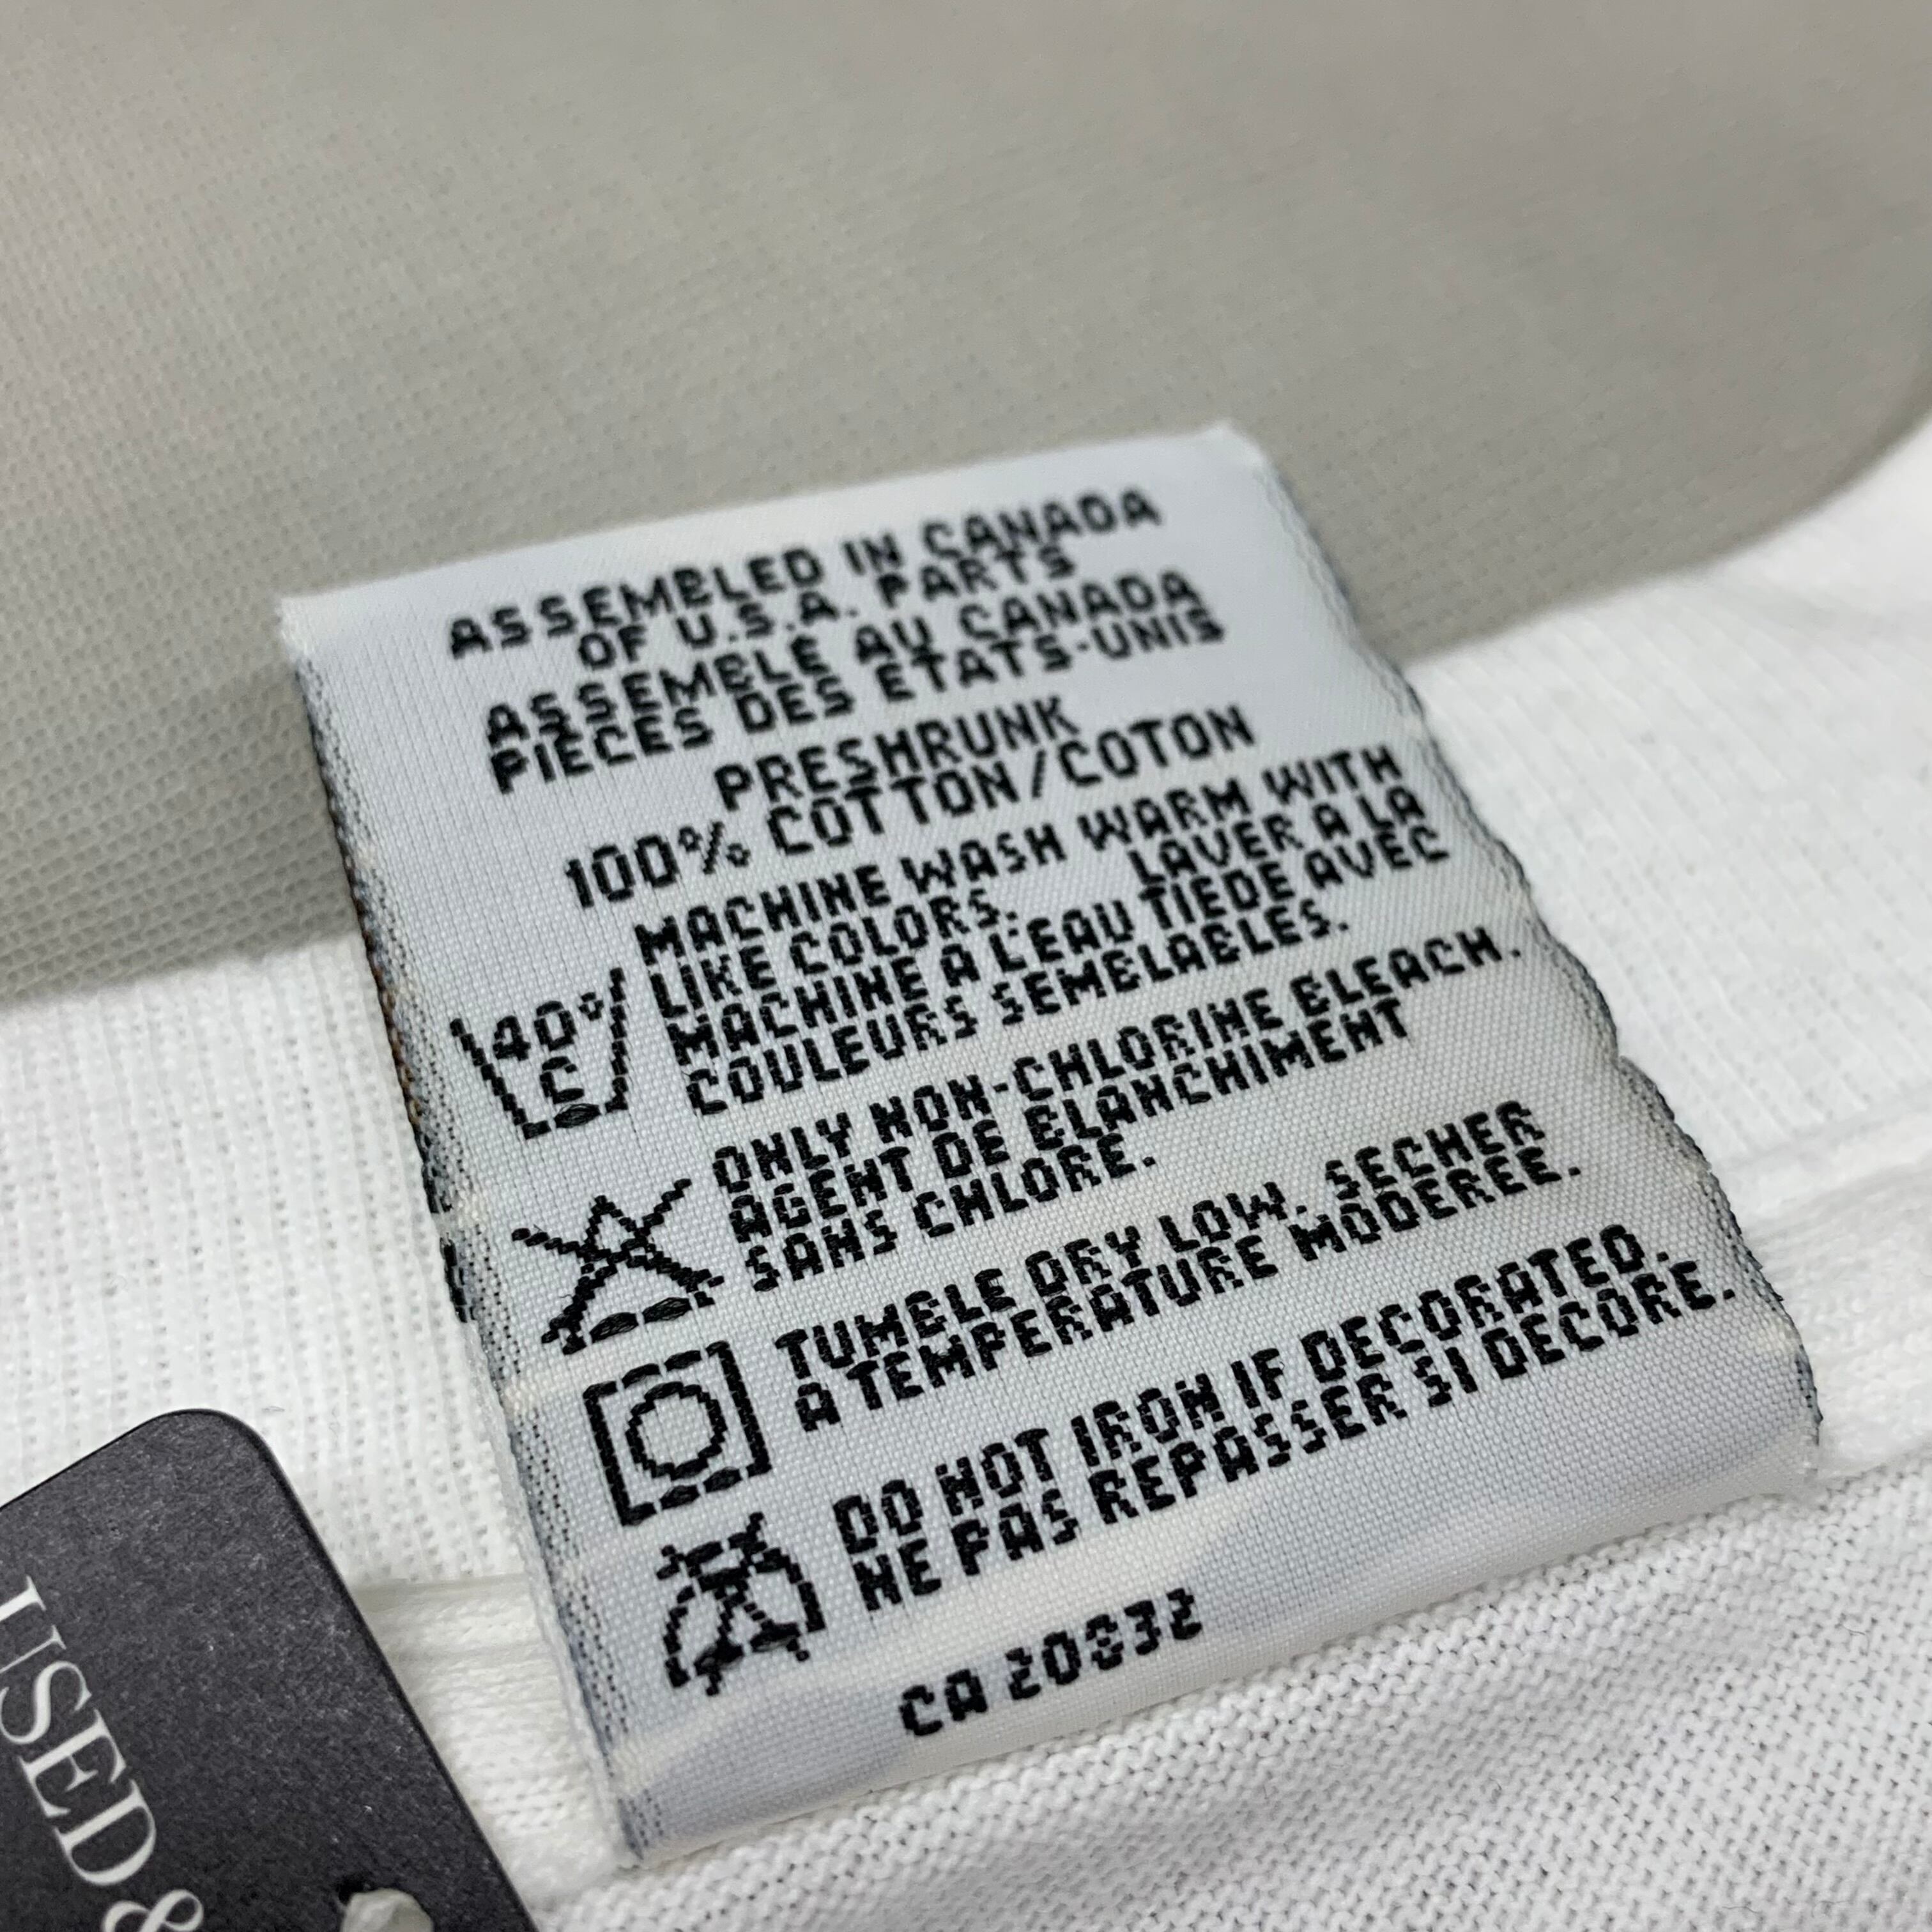 ASSEMBLED IN CANADA
OF U.S.A. PARTS
ASSEMBLÉ AU CANADA
PIÈCES DES ETATS-UNIS
PRESHRUNK
100% COTTON/COTON
40°
C
MACHINE WASH WARM WITH
LIKE COLORS. LAVER A LA
MACHINE A L'EAU TIEDE AVEC
COULEURS SEMBLABLES.
ONLY NON-CHLORINE BLEACH.
AGENT DE BLANCHIMENT
SANS CHLORE.
TUMBLE DRY LOW. SECHER
A TEMPERATURE MODEREE.
DO NOT IRON IF DECORATED.
NE PAS REPASSER SI DECORE.
CA 20032
USED &